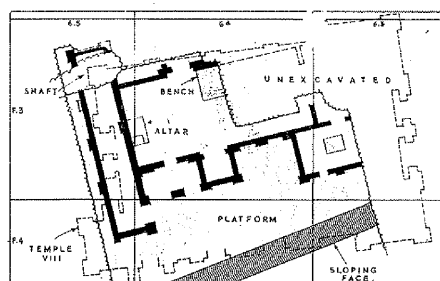 6.5 6.4 6.3
UNEXCAVATED
SHAFT
BENCH
F.3
ALTAR
PLATFORM
F.4
TEMPLE
VIII
SLOPING
FACE.